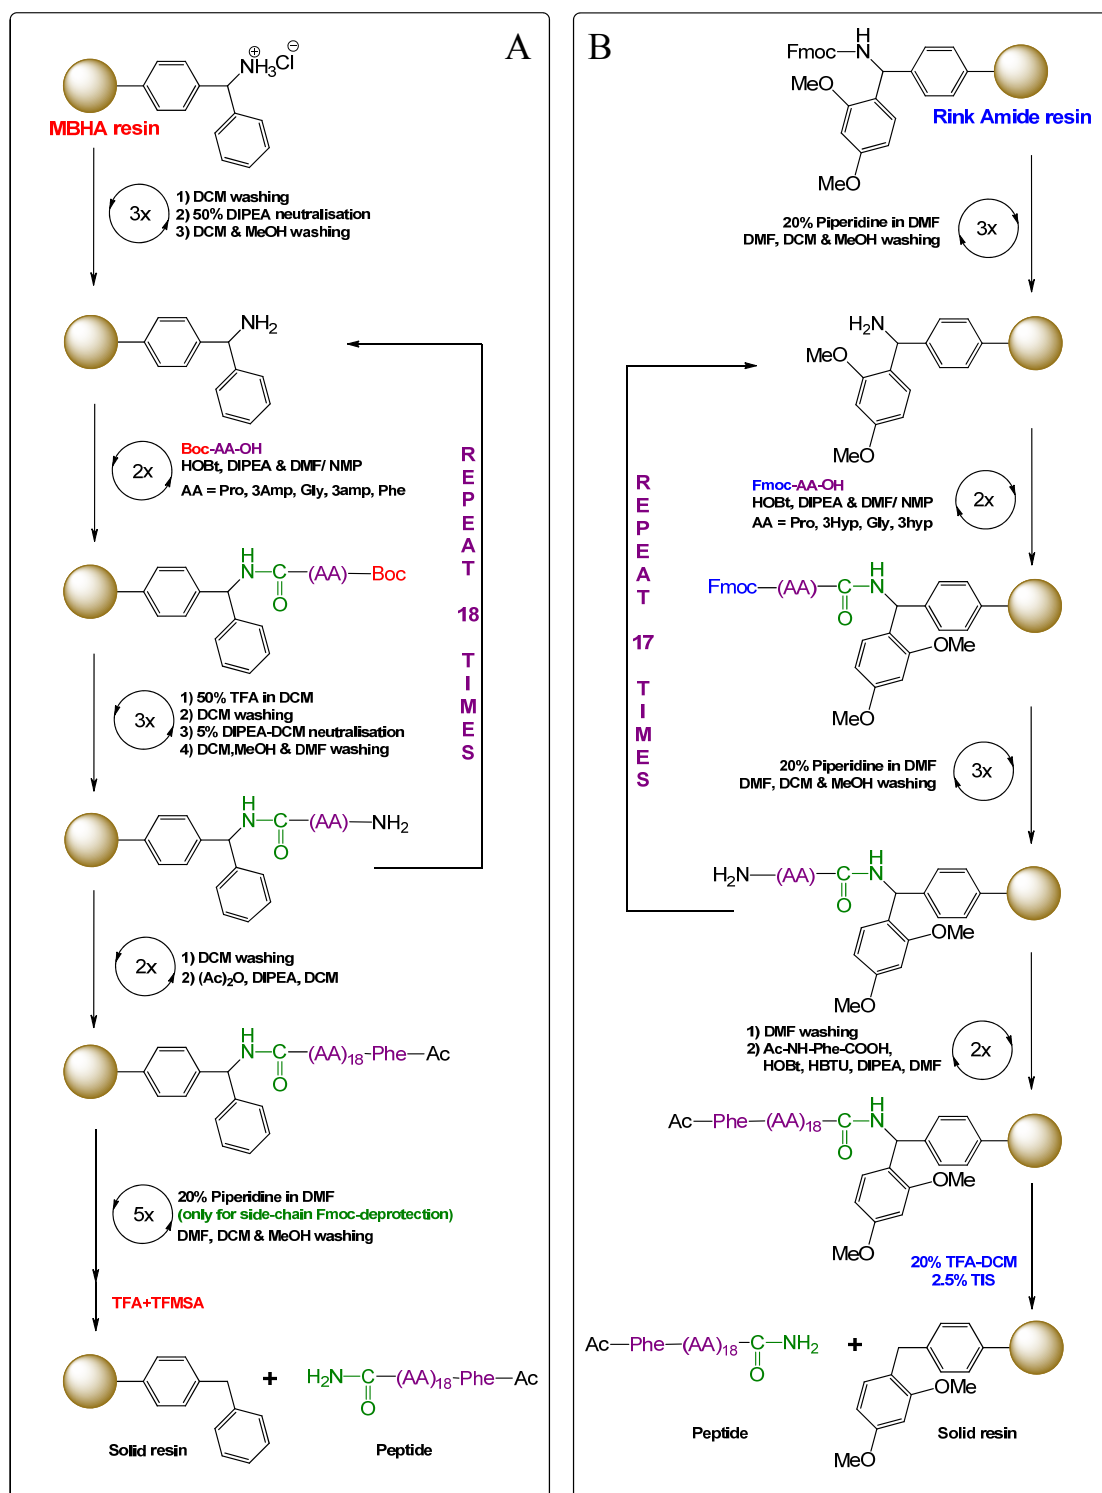 A
NH3 Cl
⊕ ⊖
MBHA resin
3x
1) DCM washing
2) 50% DIPEA neutralisation
3) DCM & MeOH washing
NH2
2x
Boc-AA-OH
HOBt, DIPEA & DMF/ NMP
AA = Pro, 3Amp, Gly, 3amp, Phe
H
N—C—(AA)—Boc
O
3x
1) 50% TFA in DCM
2) DCM washing
3) 5% DIPEA-DCM neutralisation
4) DCM,MeOH & DMF washing
REPEAT 18 TIMES
H
N—C—(AA)—NH2
O
2x
1) DCM washing
2) (Ac)2O, DIPEA, DCM
H
N—C—(AA)18-Phe—Ac
O
5x
20% Piperidine in DMF
(only for side-chain Fmoc-deprotection)
DMF, DCM & MeOH washing
TFA+TFMSA
+
H2N—C—(AA)18-Phe—Ac
O
Solid resin
Peptide
B
H
Fmoc—N
MeO
Rink Amide resin
MeO
20% Piperidine in DMF
DMF, DCM & MeOH washing
3x
H2N
MeO
MeO
Fmoc-AA-OH
HOBt, DIPEA & DMF/ NMP
AA = Pro, 3Hyp, Gly, 3hyp
2x
REPEAT 17 TIMES
H
Fmoc—(AA)—C—N
O
OMe
MeO
20% Piperidine in DMF
DMF, DCM & MeOH washing
3x
H
H2N—(AA)—C—N
O
OMe
MeO
1) DMF washing
2) Ac-NH-Phe-COOH,
HOBt, HBTU, DIPEA, DMF
2x
H
Ac—Phe—(AA)18—C—N
O
OMe
MeO
20% TFA-DCM
2.5% TIS
Ac—Phe—(AA)18—C—NH2
O
+
OMe
MeO
Peptide
Solid resin